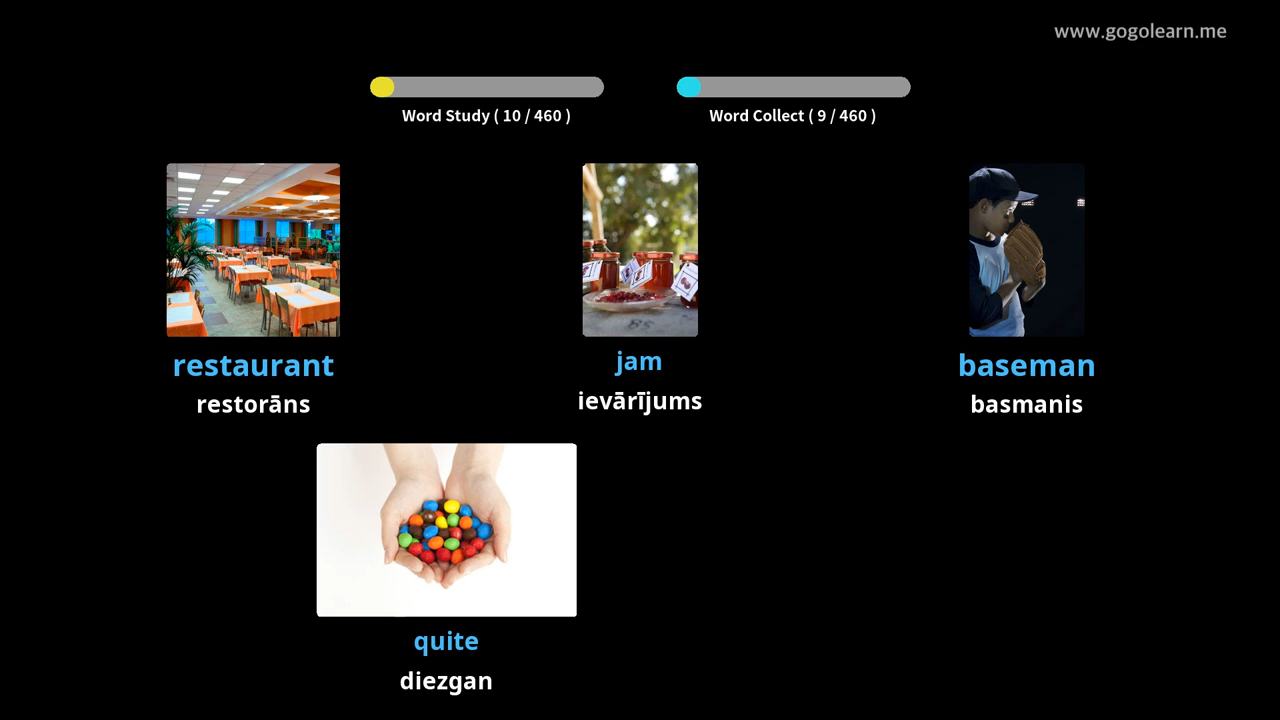 www.gogolearn.me
Word Study ( 10 / 460 )
Word Collect ( 9 / 460 )
restaurant
restorāns
jam
ievārījums
baseman
basmanis
quite
diezgan